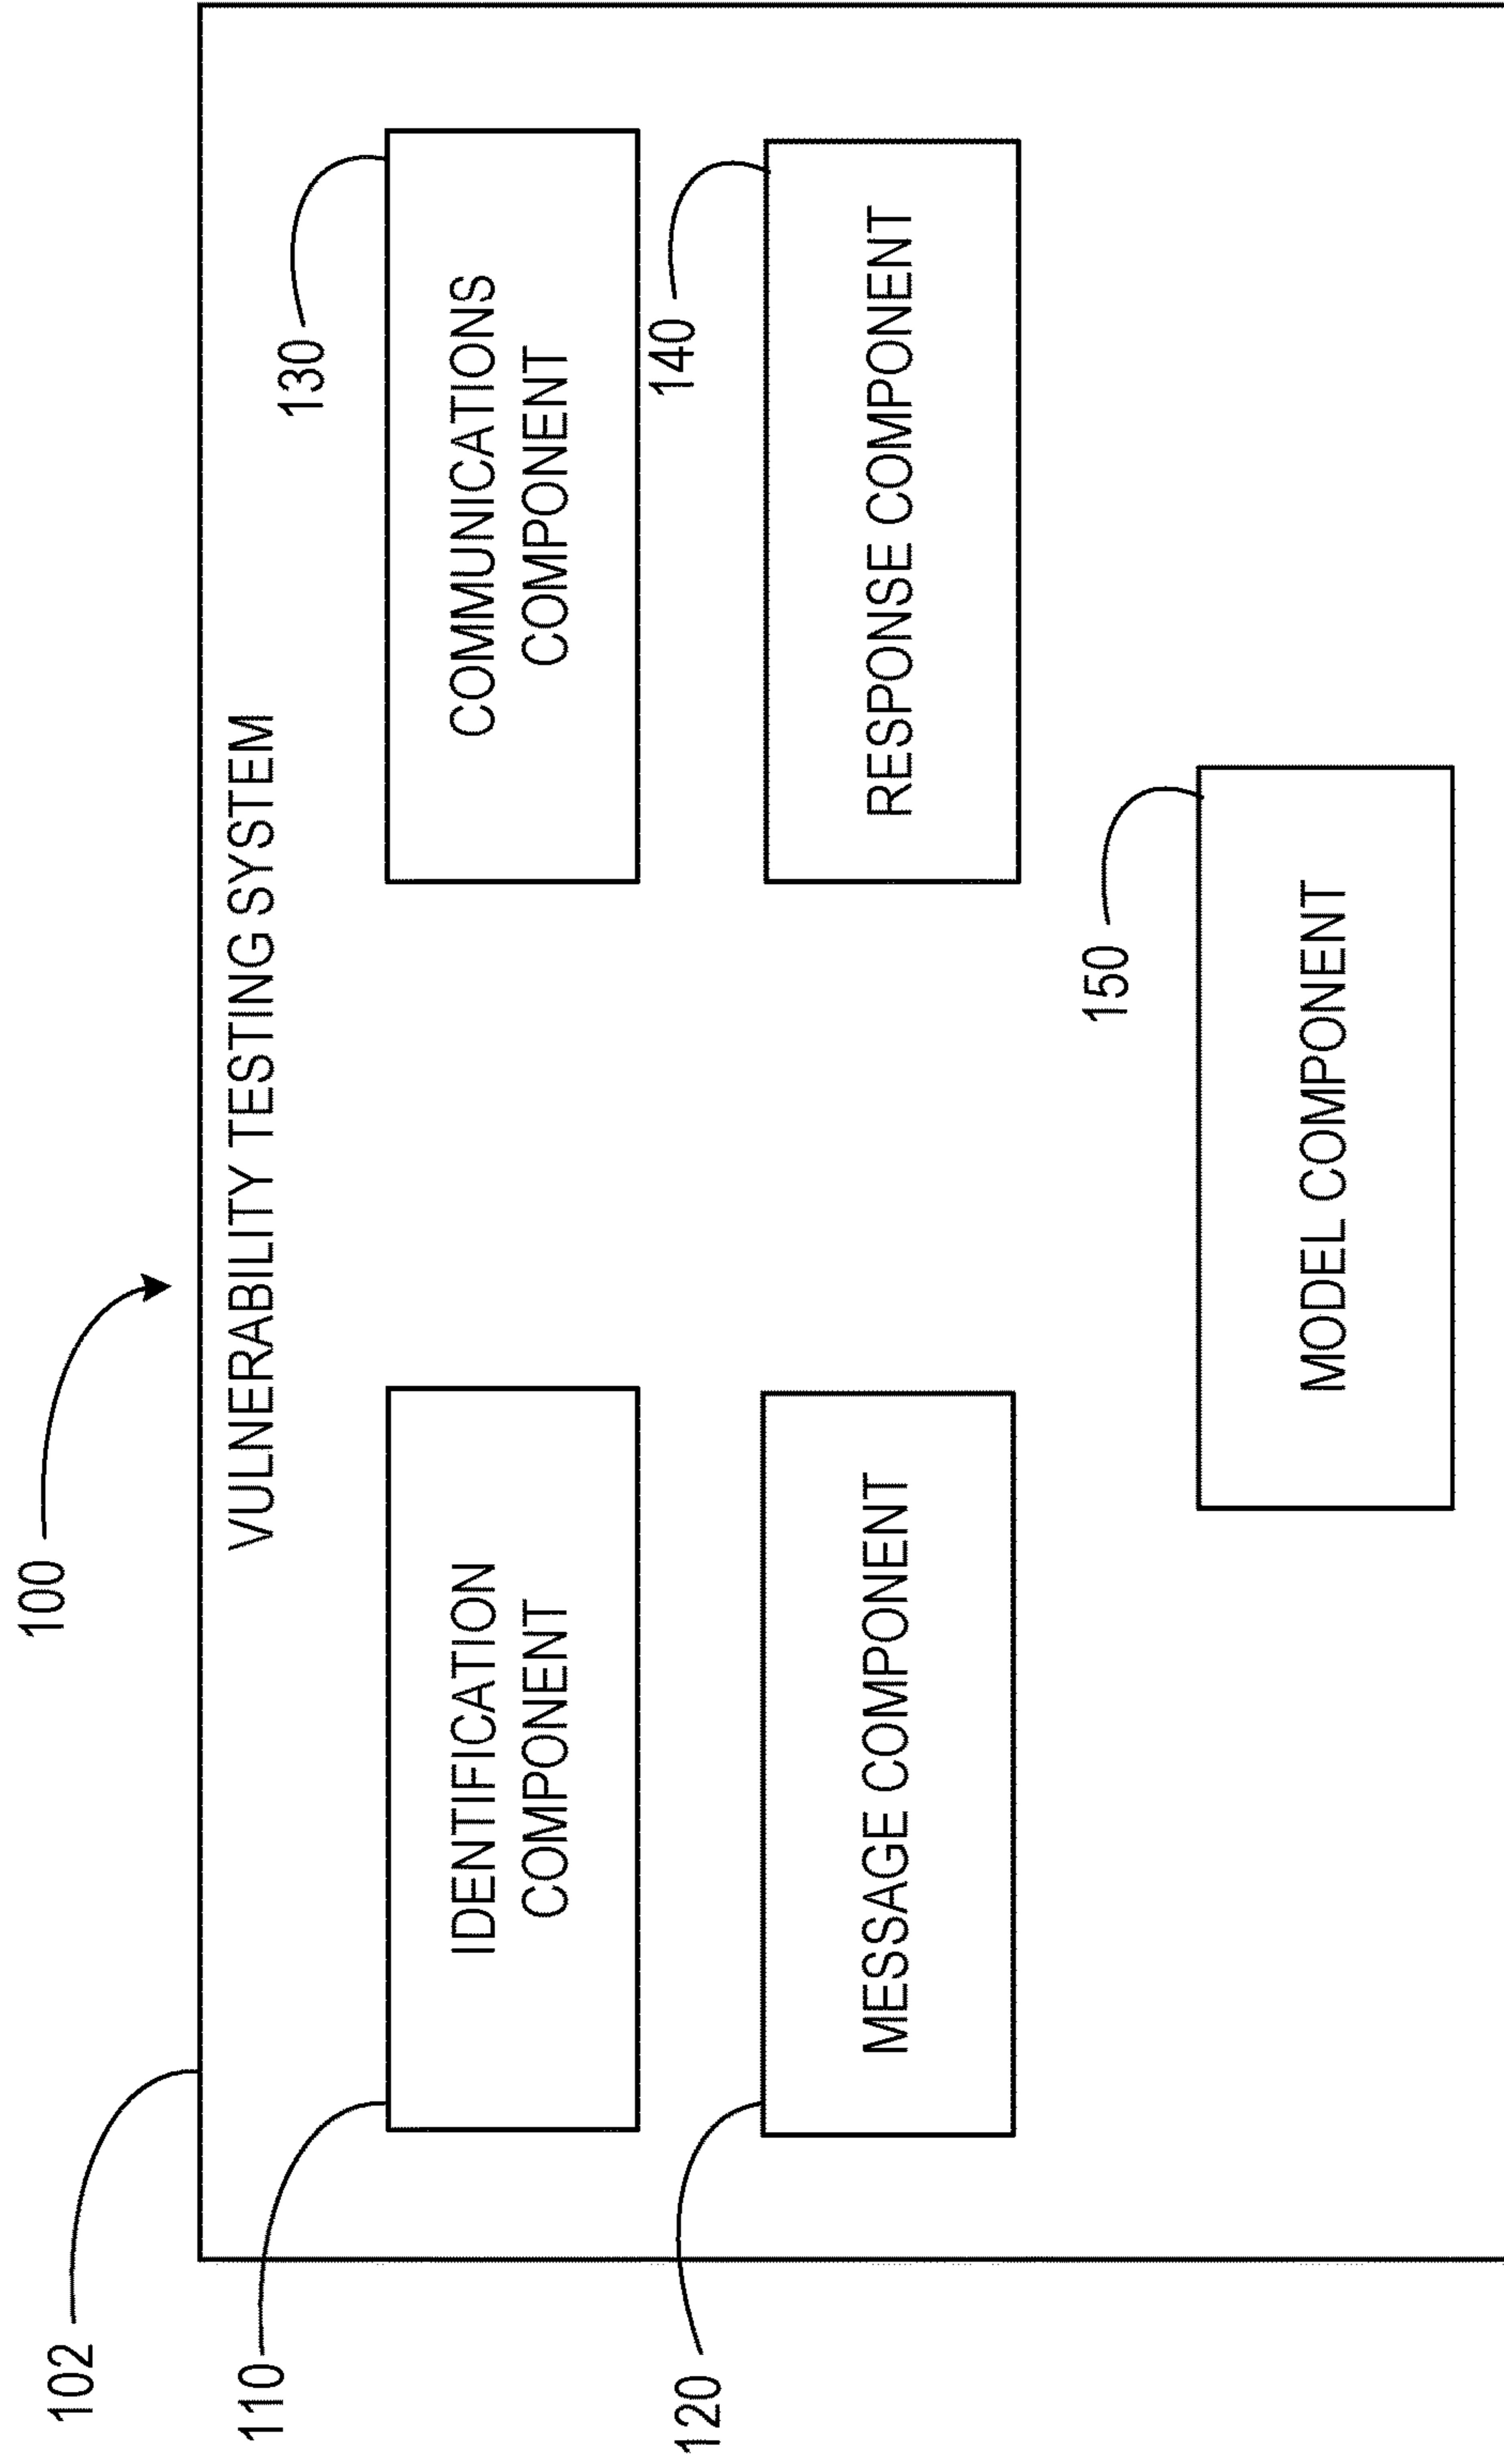 100
102
VULNERABILITY TESTING SYSTEM
110
IDENTIFICATION
COMPONENT
130
COMMUNICATIONS
COMPONENT
120
MESSAGE COMPONENT
140
RESPONSE COMPONENT
150
MODEL COMPONENT